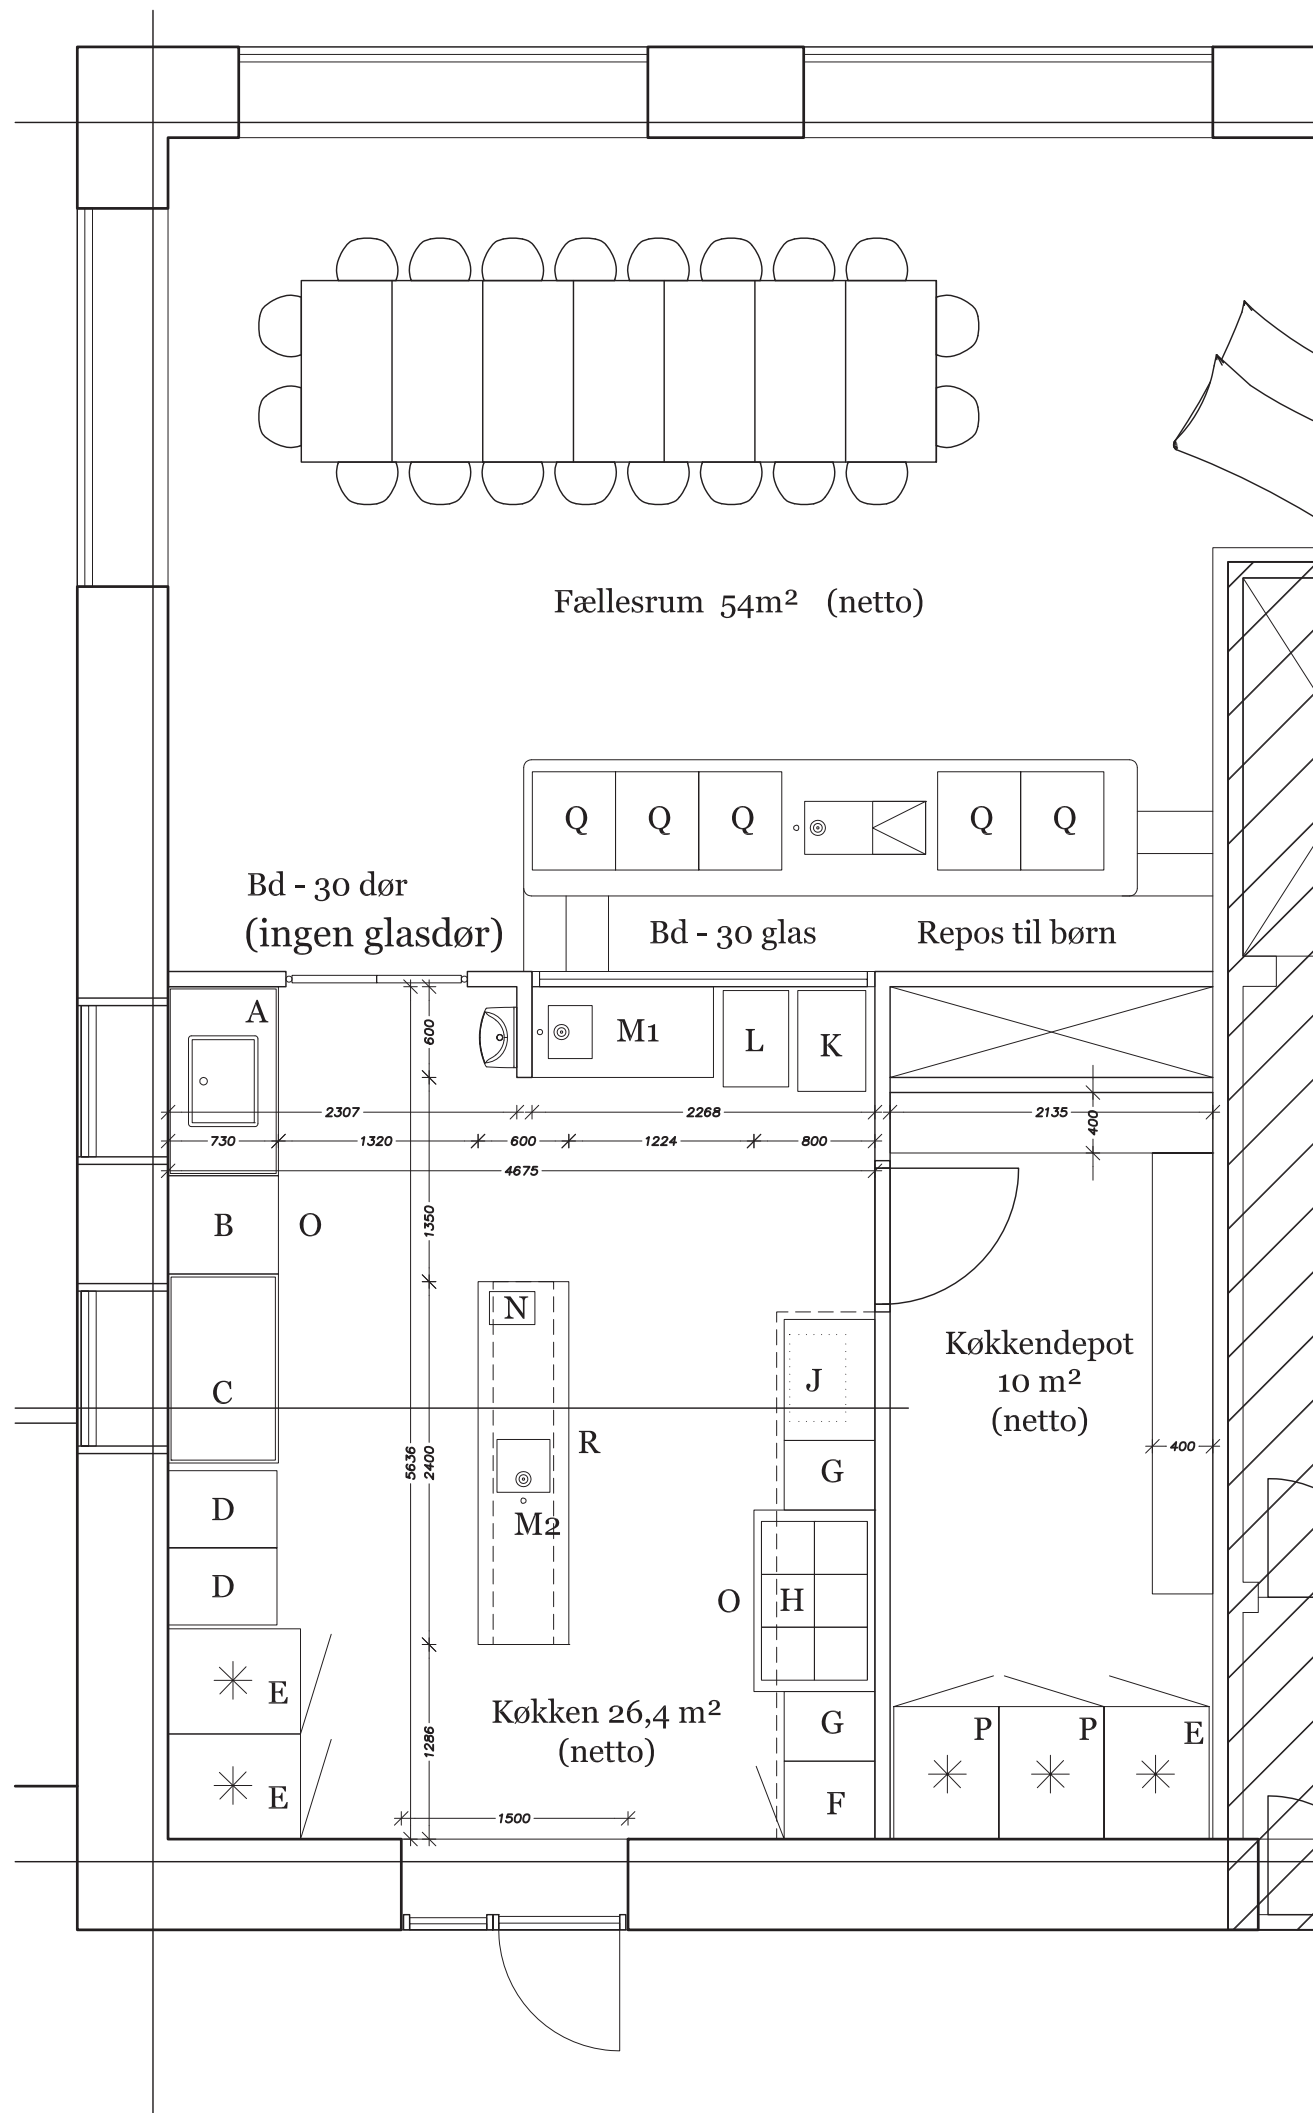 Fællesrum 54m² (netto)
Q Q Q Q Q
Bd - 30 dør
(ingen glasdør)
Bd - 30 glas
Repos til børn
A
M1
L
K
600
2307
2268
2135
400
730
1320
600
1224
800
4675
B
O
1350
N
Køkkendepot
10 m²
(netto)
J
C
R
5636
2400
400
G
D
M2
D
O
H
E
Køkken 26,4 m²
(netto)
G
P
P
E
1286
E
F
1500